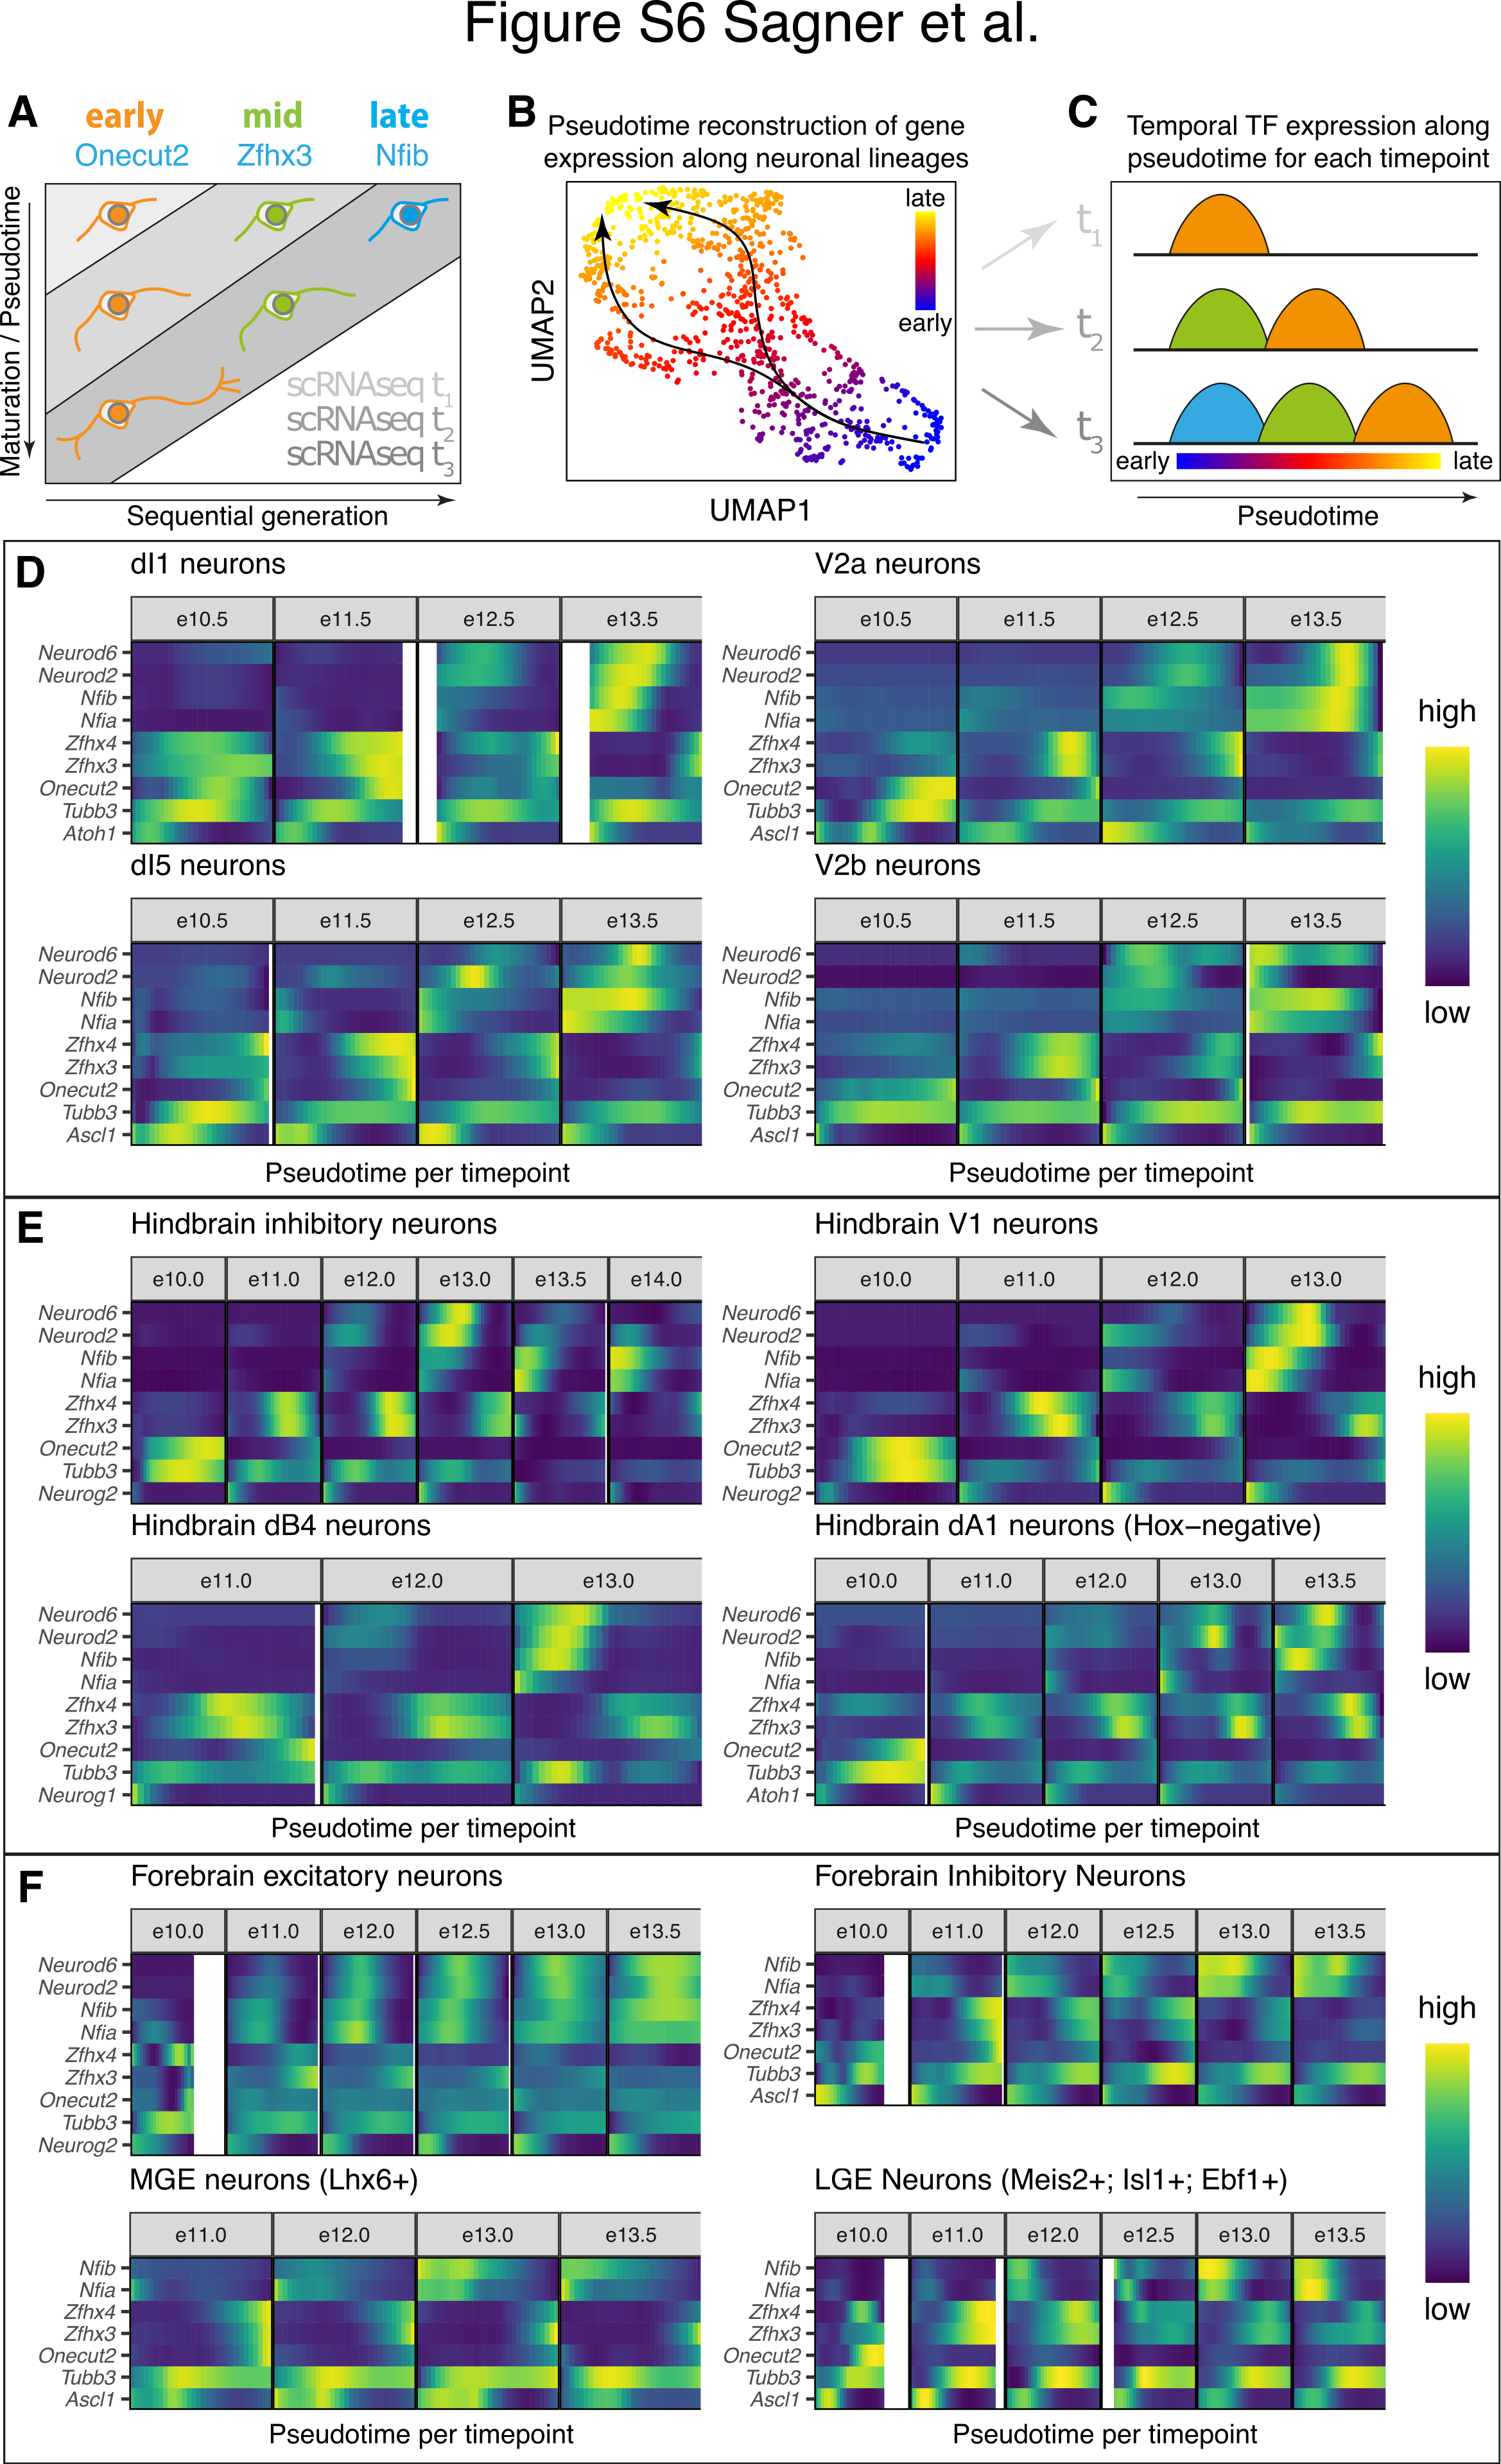 Figure S6 Sagner et al.
A
early
mid
late
Onecut2
Zfhx3
Nfib
Maturation / Pseudotime
scRNAseq t1
scRNAseq t2
scRNAseq t3
Sequential generation
B
Pseudotime reconstruction of gene
expression along neuronal lineages
late
early
UMAP2
UMAP1
C
Temporal TF expression along
pseudotime for each timepoint
t1
t2
t3
early
late
Pseudotime
D
dI1 neurons
e10.5 e11.5 e12.5 e13.5
Neurod6
Neurod2
Nfib
Nfia
Zfhx4
Zfhx3
Onecut2
Tubb3
Atoh1
V2a neurons
e10.5 e11.5 e12.5 e13.5
Neurod6
Neurod2
Nfib
Nfia
Zfhx4
Zfhx3
Onecut2
Tubb3
Ascl1
high
low
dI5 neurons
e10.5 e11.5 e12.5 e13.5
Neurod6
Neurod2
Nfib
Nfia
Zfhx4
Zfhx3
Onecut2
Tubb3
Ascl1
Pseudotime per timepoint
V2b neurons
e10.5 e11.5 e12.5 e13.5
Neurod6
Neurod2
Nfib
Nfia
Zfhx4
Zfhx3
Onecut2
Tubb3
Ascl1
Pseudotime per timepoint
E
Hindbrain inhibitory neurons
e10.0 e11.0 e12.0 e13.0 e13.5 e14.0
Neurod6
Neurod2
Nfib
Nfia
Zfhx4
Zfhx3
Onecut2
Tubb3
Neurog2
Hindbrain V1 neurons
e10.0 e11.0 e12.0 e13.0
Neurod6
Neurod2
Nfib
Nfia
Zfhx4
Zfhx3
Onecut2
Tubb3
Neurog2
high
low
Hindbrain dB4 neurons
e11.0 e12.0 e13.0
Neurod6
Neurod2
Nfib
Nfia
Zfhx4
Zfhx3
Onecut2
Tubb3
Neurog1
Pseudotime per timepoint
Hindbrain dA1 neurons (Hox−negative)
e10.0 e11.0 e12.0 e13.0 e13.5
Neurod6
Neurod2
Nfib
Nfia
Zfhx4
Zfhx3
Onecut2
Tubb3
Atoh1
Pseudotime per timepoint
F
Forebrain excitatory neurons
e10.0 e11.0 e12.0 e12.5 e13.0 e13.5
Neurod6
Neurod2
Nfib
Nfia
Zfhx4
Zfhx3
Onecut2
Tubb3
Neurog2
Forebrain Inhibitory Neurons
e10.0 e11.0 e12.0 e12.5 e13.0 e13.5
Nfib
Nfia
Zfhx4
Zfhx3
Onecut2
Tubb3
Ascl1
high
low
MGE neurons (Lhx6+)
e11.0 e12.0 e13.0 e13.5
Nfib
Nfia
Zfhx4
Zfhx3
Onecut2
Tubb3
Ascl1
Pseudotime per timepoint
LGE Neurons (Meis2+; Isl1+; Ebf1+)
e10.0 e11.0 e12.0 e12.5 e13.0 e13.5
Nfib
Nfia
Zfhx4
Zfhx3
Onecut2
Tubb3
Ascl1
Pseudotime per timepoint